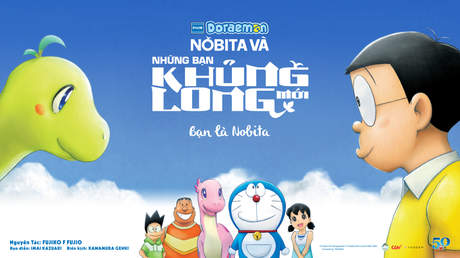 Doraemon
NOBITA VÀ
NHỮNG BẠN
KHỦNG
LONG MỚI
Bạn là Nobita
Nguyên Tác: FUJIKO F FUJIO
Đạo diễn: IMAI KAZUAKI Biên kịch: KAWAMURA GENKI
CGV
50